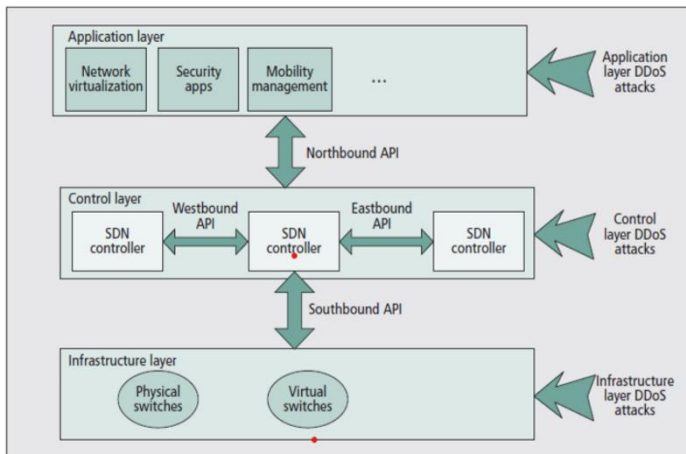 Application layer
Network
virtualization
Security
apps
Mobility
management
...
Application
layer DDoS
attacks
Northbound API
Control layer
SDN
controller
Westbound
API
SDN
controller
Eastbound
API
SDN
controller
Control
layer DDoS
attacks
Southbound API
Infrastructure layer
Physical
switches
Virtual
switches
Infrastructure
layer DDoS
attacks